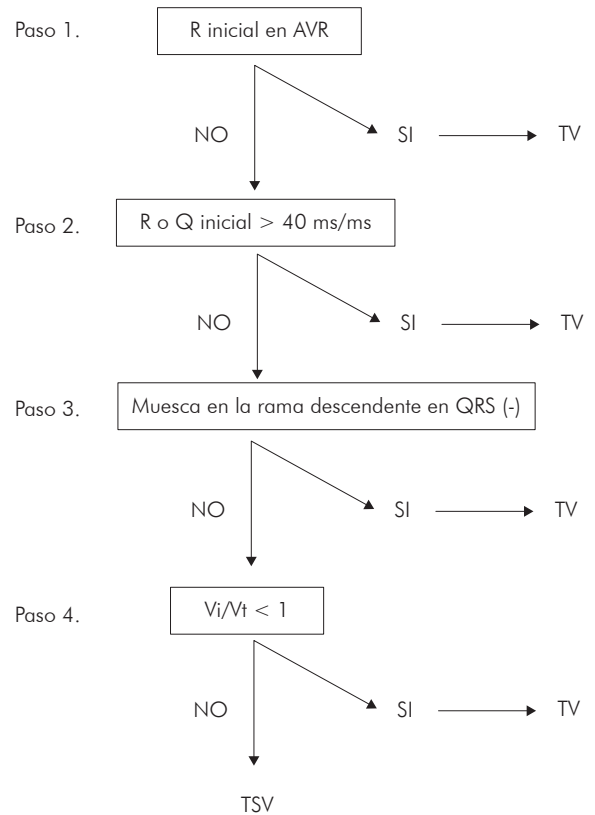 Paso 1.
R inicial en AVR
NO
SI
TV
Paso 2.
R o Q inicial > 40 ms/ms
NO
SI
TV
Paso 3.
Muesca en la rama descendente en QRS (-)
NO
SI
TV
Paso 4.
Vi/Vt < 1
NO
SI
TV
TSV